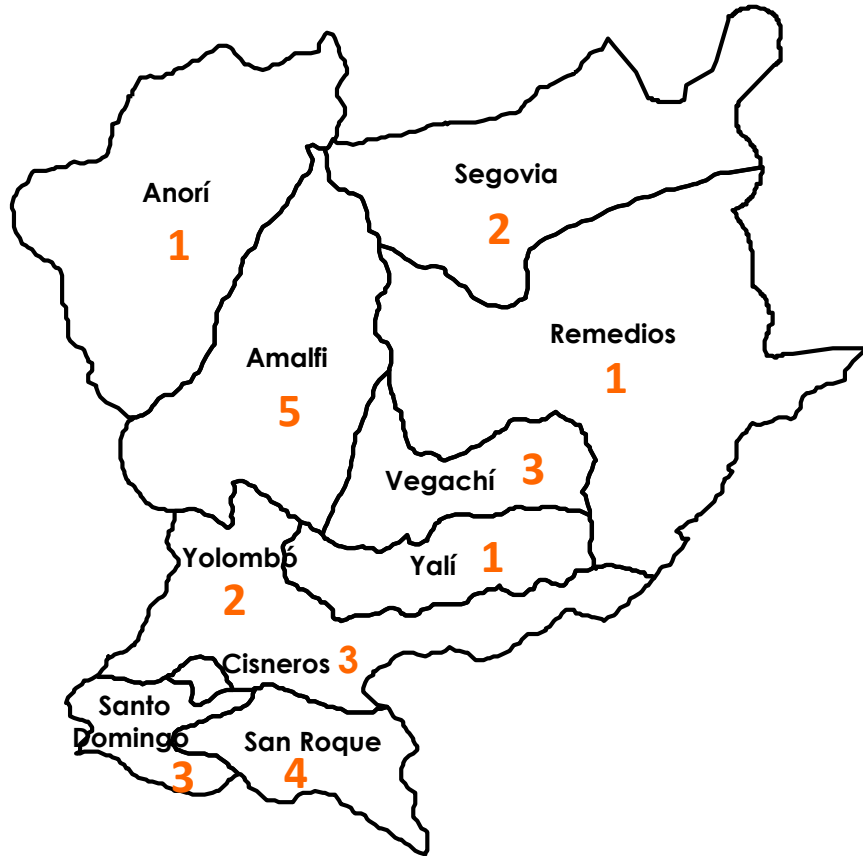 Segovia
2
Anorí
1
Remedios
1
Amalfi
5
Vegachí 3
Yalí 1
Yolombó
2
Cisneros 3
Santo
Domingo
3
San Roque
4